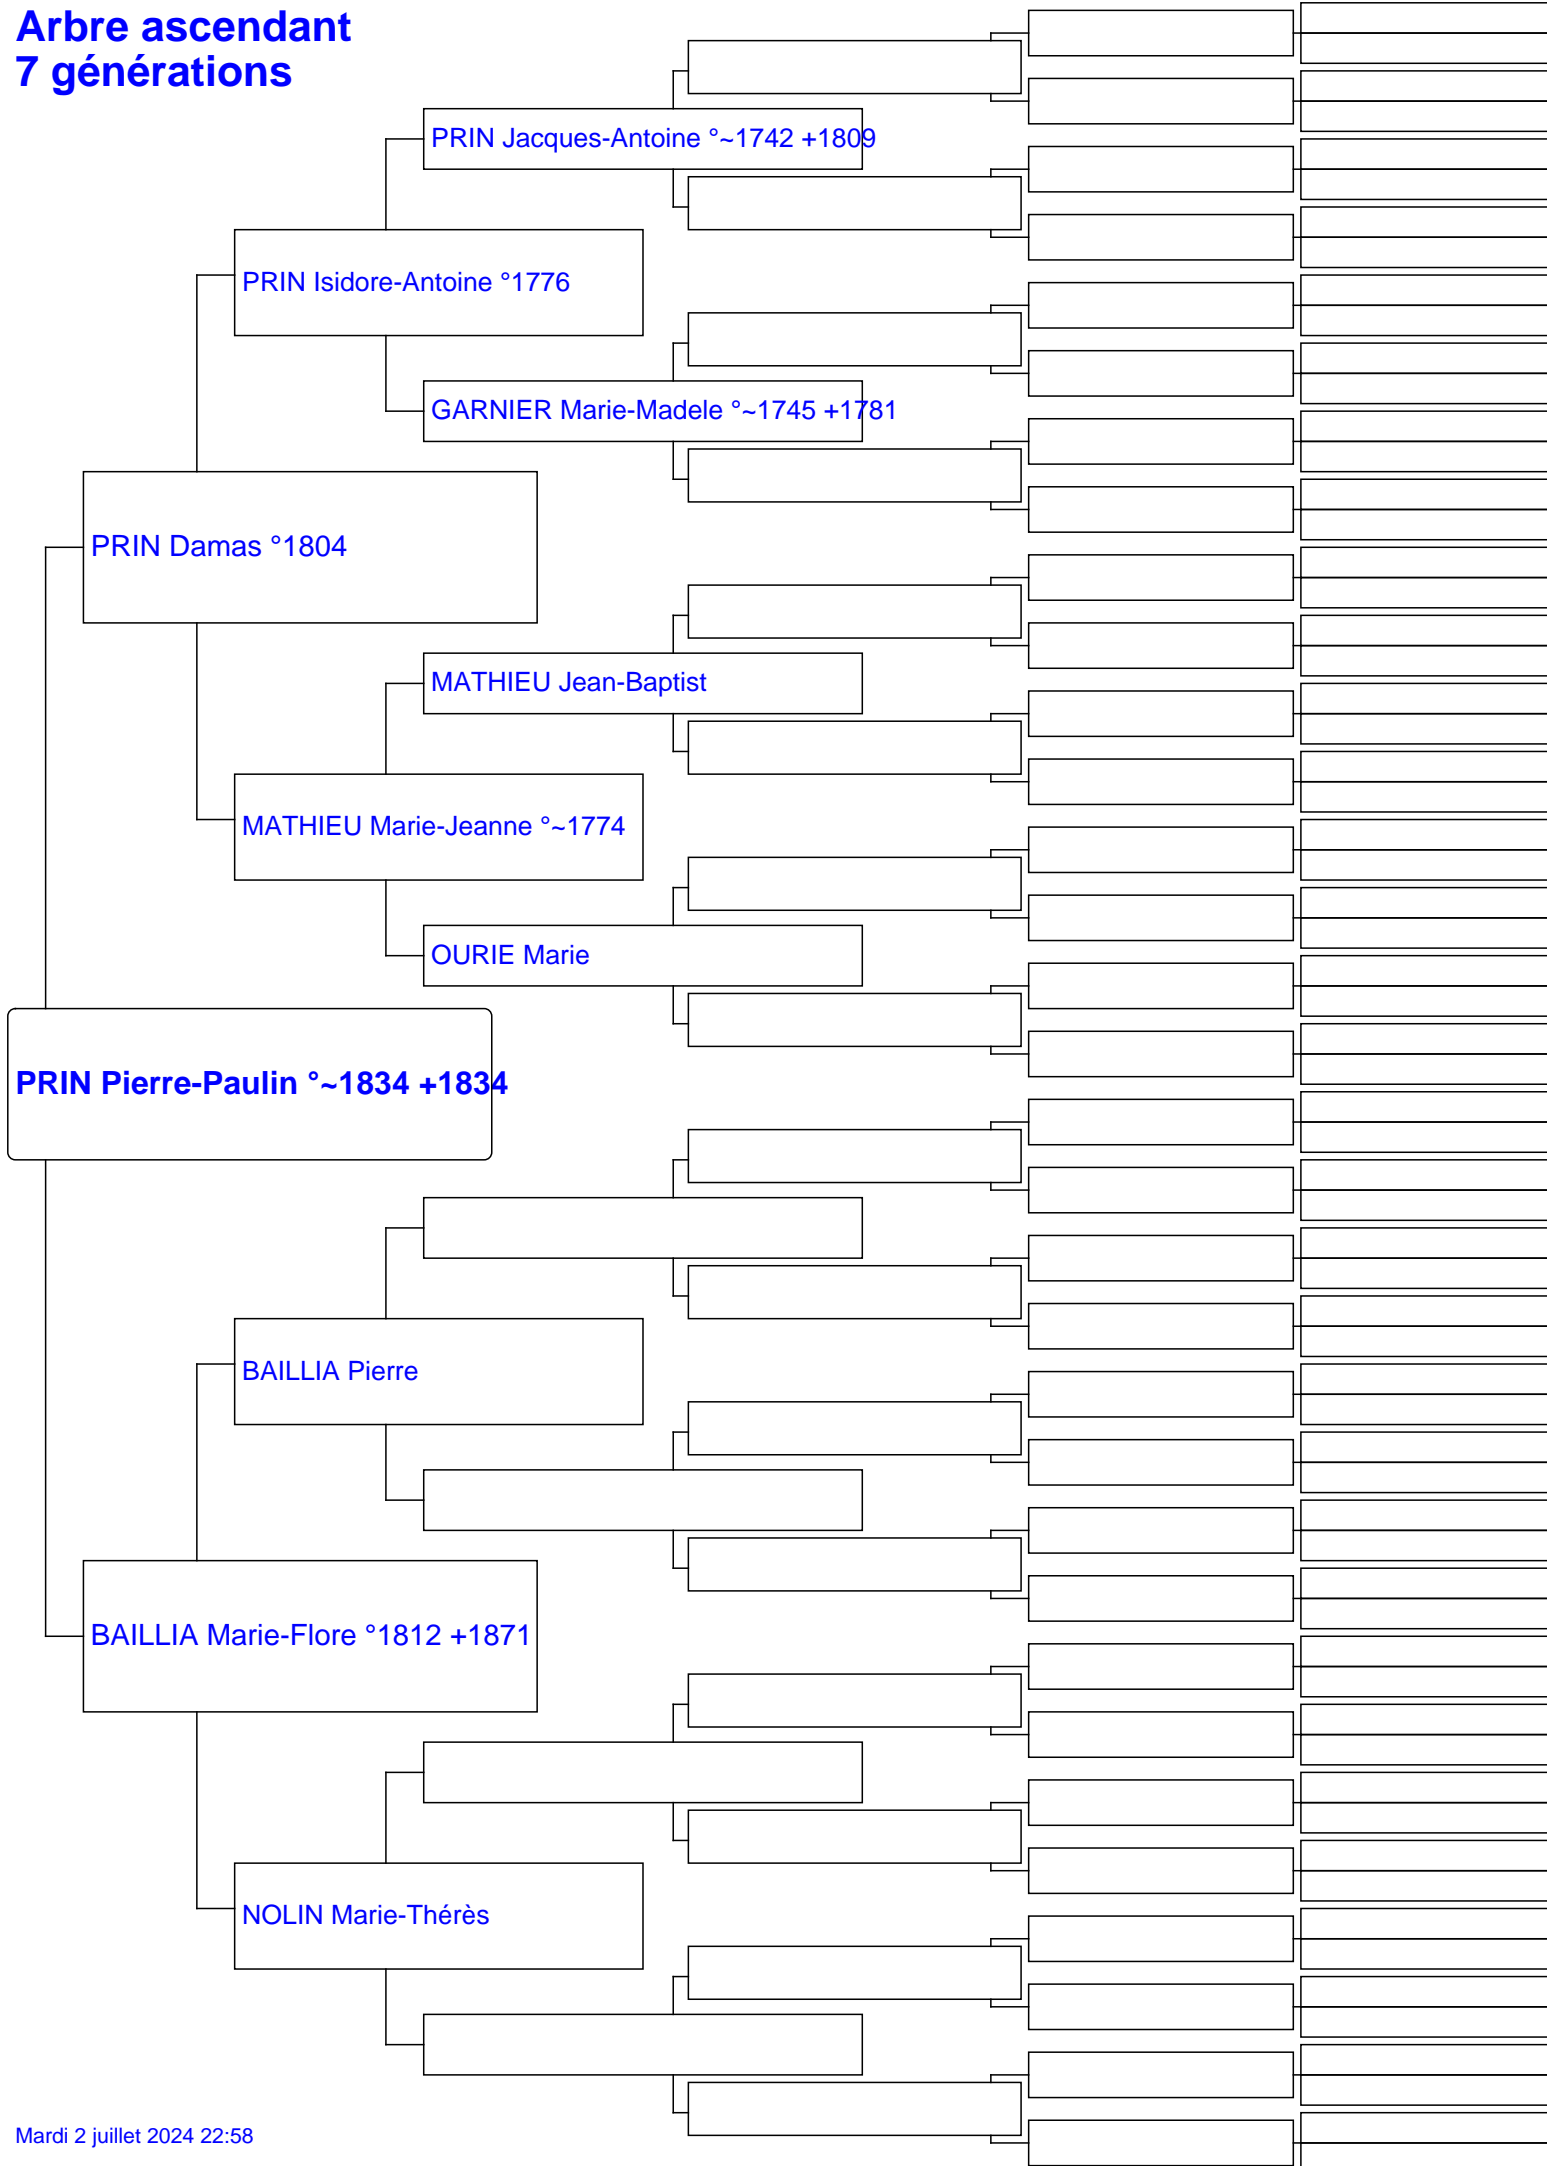 Arbre ascendant
7 générations
PRIN Jacques-Antoine °~1742 +1809
PRIN Isidore-Antoine °1776
GARNIER Marie-Madele °~1745 +1781
PRIN Damas °1804
MATHIEU Jean-Baptist
MATHIEU Marie-Jeanne °~1774
OURIE Marie
PRIN Pierre-Paulin °~1834 +1834
BAILLIA Pierre
BAILLIA Marie-Flore °1812 +1871
NOLIN Marie-Thérès
Mardi 2 juillet 2024 22:58